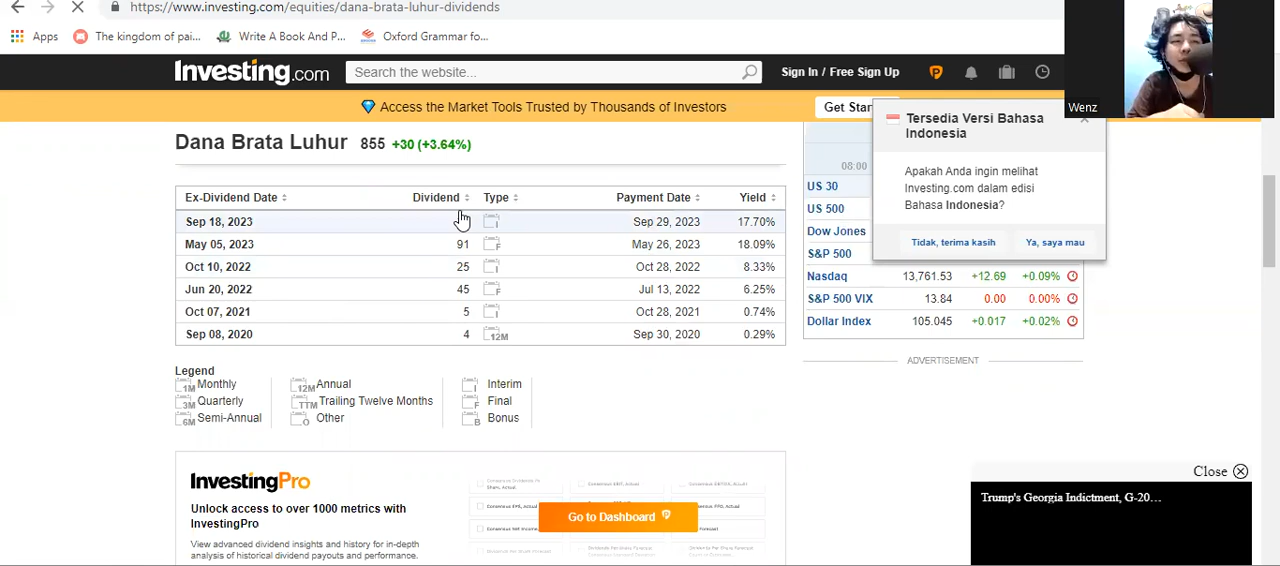 https://www.investing.com/equities/dana-brata-luhur-dividends
Apps The kingdom of pai... Write A Book And P... Oxford Grammar fo...
Investing.com Search the website... Sign In / Free Sign Up
Wenz
Access the Market Tools Trusted by Thousands of Investors Get Star
Tersedia Versi Bahasa
Indonesia
Apakah Anda ingin melihat
Investing.com dalam edisi
Bahasa Indonesia?
Tidak, terima kasih Ya, saya mau
Dana Brata Luhur 855 +30 (+3.64%)
Ex-Dividend Date Dividend Type Payment Date Yield
Sep 18, 2023 I Sep 29, 2023 17.70%
May 05, 2023 91 F May 26, 2023 18.09%
Oct 10, 2022 25 I Oct 28, 2022 8.33%
Jun 20, 2022 45 F Jul 13, 2022 6.25%
Oct 07, 2021 5 I Oct 28, 2021 0.74%
Sep 08, 2020 4 12M Sep 30, 2020 0.29%
08:00
US 30
US 500
Dow Jones
S&P 500
Nasdaq 13,761.53 +12.69 +0.09%
S&P 500 VIX 13.84 0.00 0.00%
Dollar Index 105.045 +0.017 +0.02%
ADVERTISEMENT
Legend
1M Monthly 12M Annual I Interim
3M Quarterly TTM Trailing Twelve Months F Final
6M Semi-Annual O Other B Bonus
InvestingPro
Unlock access to over 1000 metrics with
InvestingPro
View advanced dividend insights and history for in-depth
analysis of historical dividend payouts and performance.
Go to Dashboard
Close
Trump's Georgia Indictment, G-20...